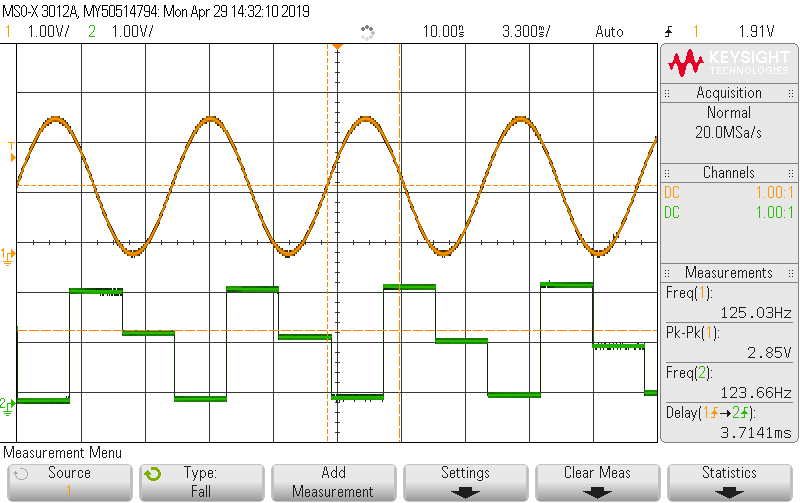 MSO-X 3012A, MY50514794: Mon Apr 29 14:32:10 2019
1 1.00V/ 2 1.00V/ 10.00s 3.300s/ Auto 1 1.91V
KEYSIGHT
TECHNOLOGIES
Acquisition
Normal
20.0MSa/s
Channels
DC 1.00:1
DC 1.00:1
Measurements
Freq(1):
125.03Hz
Pk-Pk(1):
2.85V
Freq(2):
123.66Hz
Delay(1→2):
3.7141ms
T
1
2
Measurement Menu
Source
1
Type:
Fall
Add
Measurement
Settings
Clear Meas
Statistics